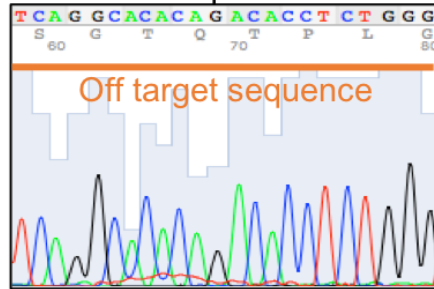 TCAGGCACACAGACACCTCTGGG
S G T Q T P L G
60 70 80
Off target sequence